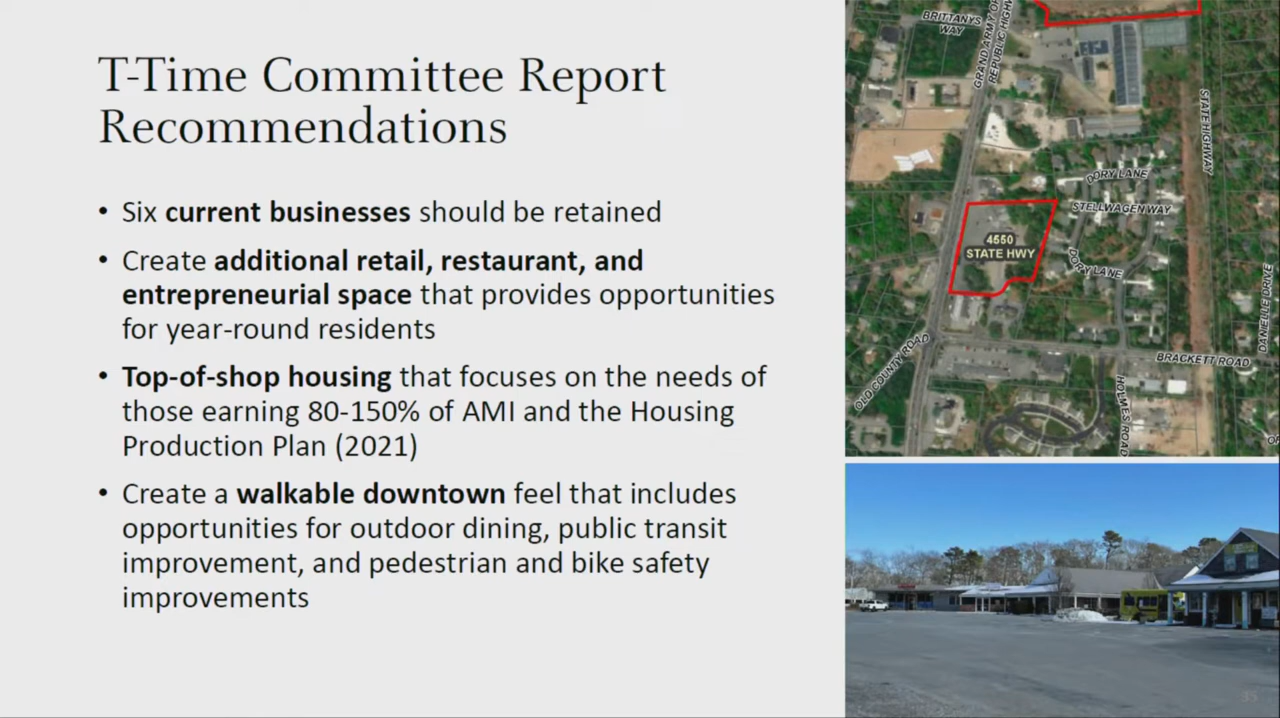 T-Time Committee Report
Recommendations
• Six current businesses should be retained
• Create additional retail, restaurant, and
entrepreneurial space that provides opportunities
for year-round residents
• Top-of-shop housing that focuses on the needs of
those earning 80-150% of AMI and the Housing
Production Plan (2021)
• Create a walkable downtown feel that includes
opportunities for outdoor dining, public transit
improvement, and pedestrian and bike safety
improvements
BRITTANYS
WAY
GRAND ARMY OF
REPUBLIC HIGHWAY
STATE HIGHWAY
DORY LANE
STELLWAGEN WAY
4550
STATE HWY
DORY LANE
DANIELLE DRIVE
OLD COUNTY ROAD
BRACKETT ROAD
HOLMES ROAD
35